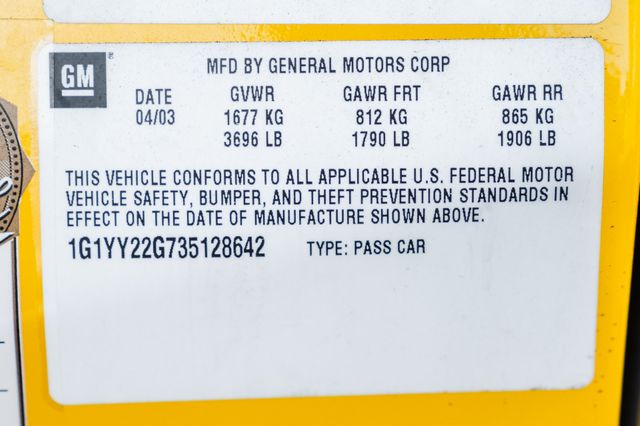 GM
MFD BY GENERAL MOTORS CORP
DATE GVWR GAWR FRT GAWR RR
04/03 1677 KG 812 KG 865 KG
3696 LB 1790 LB 1906 LB
THIS VEHICLE CONFORMS TO ALL APPLICABLE U.S. FEDERAL MOTOR
VEHICLE SAFETY, BUMPER, AND THEFT PREVENTION STANDARDS IN
EFFECT ON THE DATE OF MANUFACTURE SHOWN ABOVE.
1G1YY22G735128642 TYPE: PASS CAR